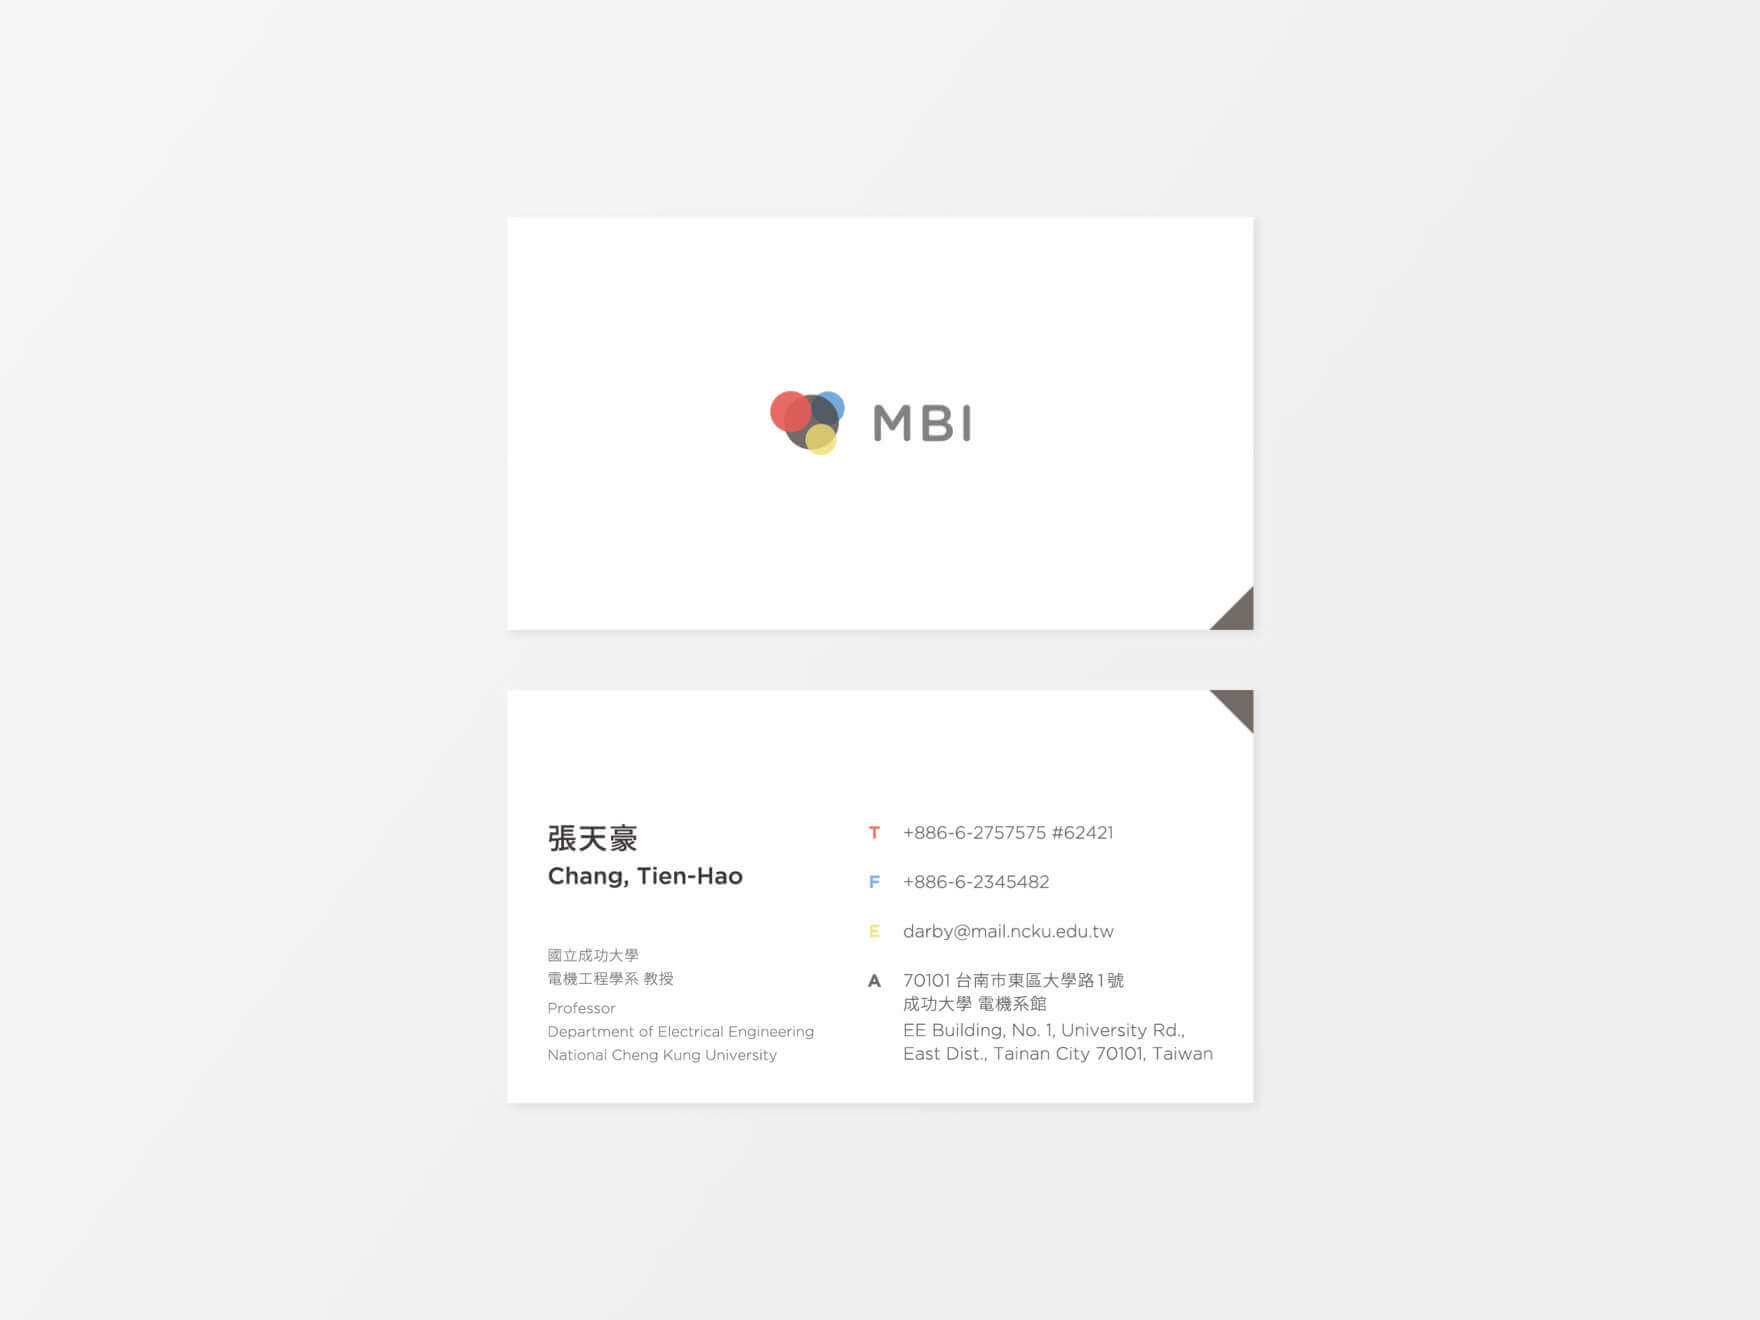 MBI
張天豪
Chang, Tien-Hao
國立成功大學
電機工程學系 教授
Professor
Department of Electrical Engineering
National Cheng Kung University
T +886-6-2757575 #62421
F +886-6-2345482
E darby@mail.ncku.edu.tw
A 70101 台南市東區大學路1號
成功大學 電機系館
EE Building, No. 1, University Rd.,
East Dist., Tainan City 70101, Taiwan